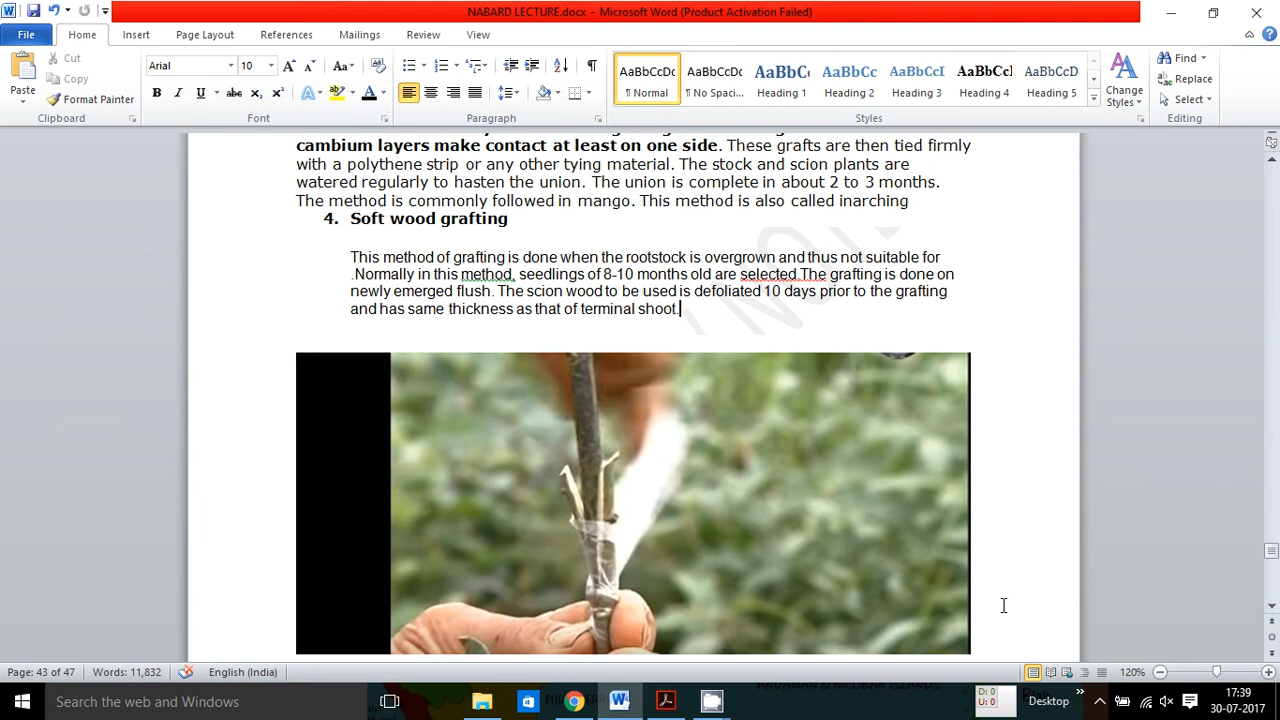 NABARD LECTURE.docx - Microsoft Word (Product Activation Failed)
File Home Insert Page Layout References Mailings Review View
Paste
Cut
Copy
Format Painter
Clipboard
Arial 10
Font
Paragraph
AaBbCcDc AaBbCcDc AaBbCc AaBbCc AaBbCcI AaBbCcI AaBbCcD
¶ Normal ¶ No Spaci... Heading 1 Heading 2 Heading 3 Heading 4 Heading 5
Styles
Change Styles
Find
Replace
Select
Editing
cambium layers make contact at least on one side. These grafts are then tied firmly
with a polythene strip or any other tying material. The stock and scion plants are
watered regularly to hasten the union. The union is complete in about 2 to 3 months.
The method is commonly followed in mango. This method is also called inarching
4. Soft wood grafting
This method of grafting is done when the rootstock is overgrown and thus not suitable for
.Normally in this method, seedlings of 8-10 months old are selected.The grafting is done on
newly emerged flush. The scion wood to be used is defoliated 10 days prior to the grafting
and has same thickness as that of terminal shoot.
Page: 43 of 47 Words: 11,832 English (India) 120%
Search the web and Windows
D: 0
U: 0
Desktop
ANDAMAN & NICOBAR ISLANDS
17:39
30-07-2017